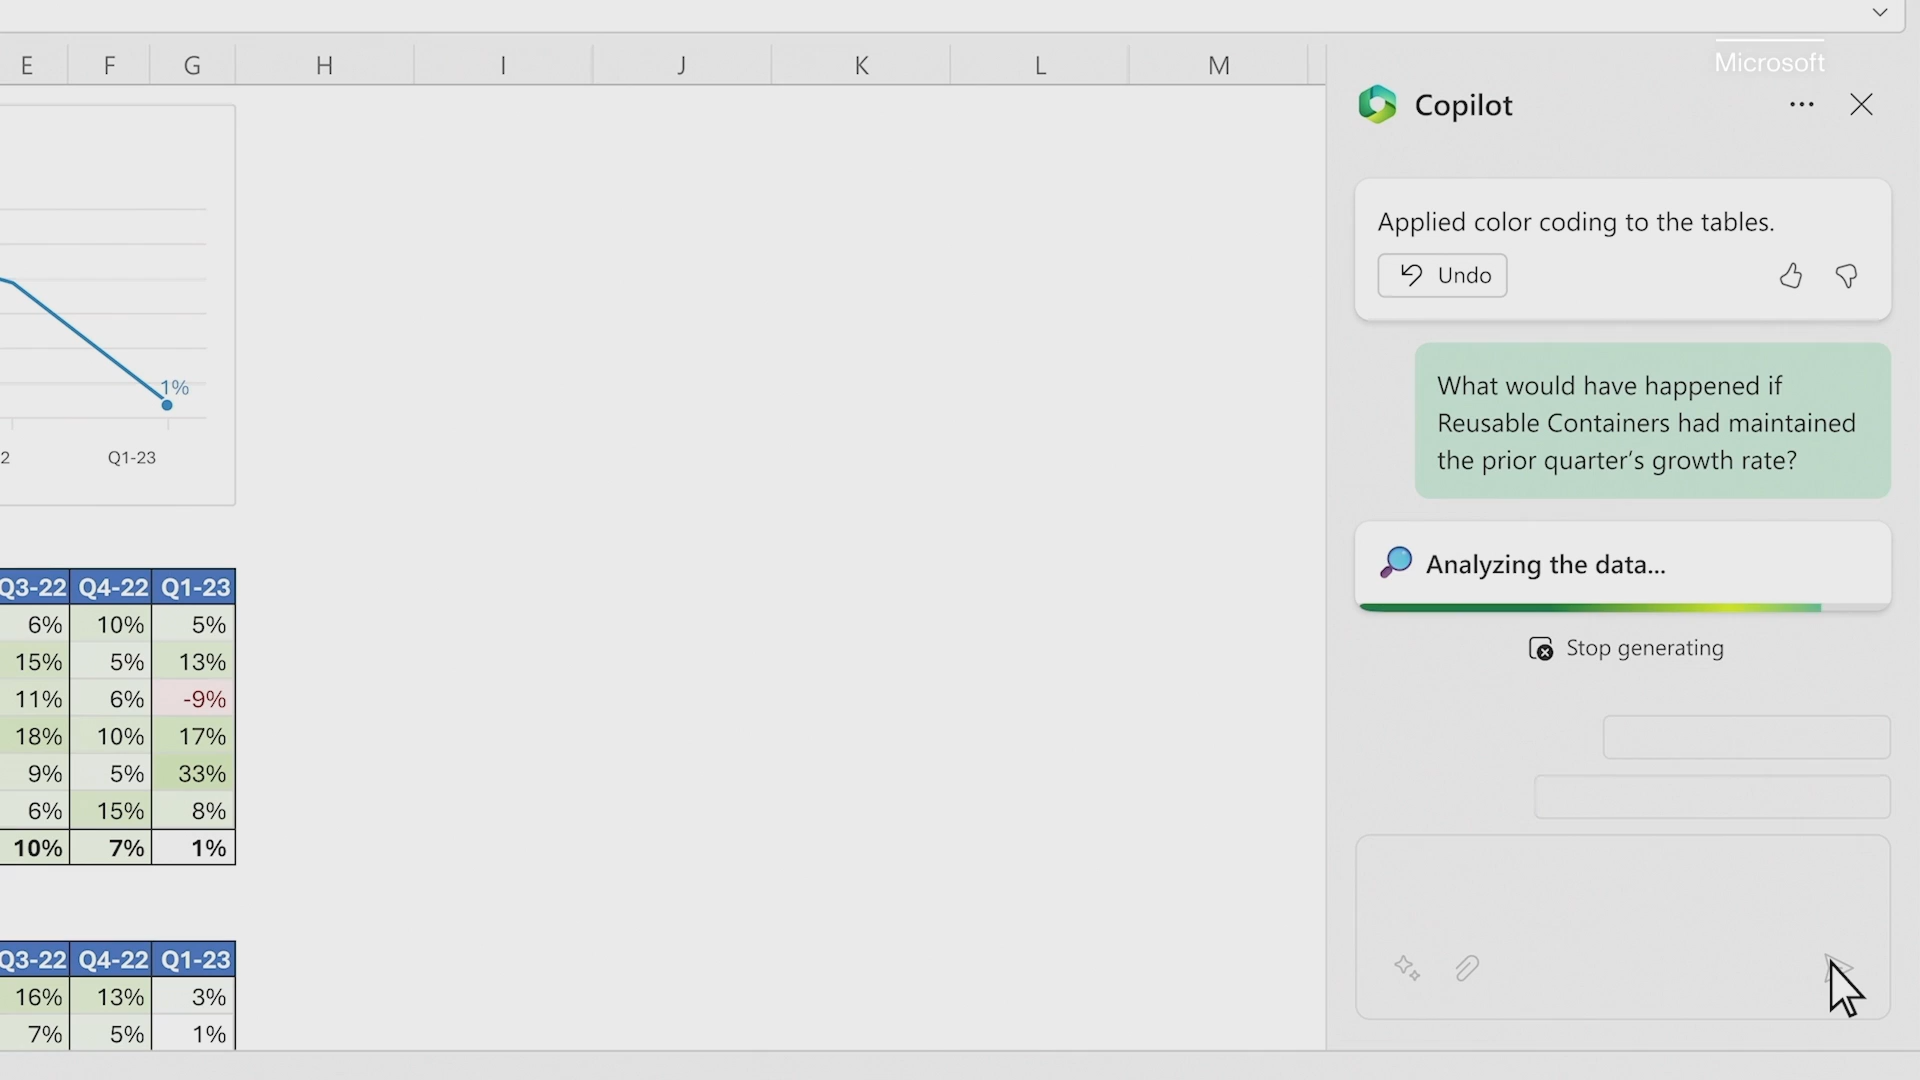 E F G H I J K L M
Microsoft
Copilot
Applied color coding to the tables.
Undo
What would have happened if
Reusable Containers had maintained
the prior quarter's growth rate?
Analyzing the data...
Stop generating
1%
2 Q1-23
Q3-22 Q4-22 Q1-23
6% 10% 5%
15% 5% 13%
11% 6% -9%
18% 10% 17%
9% 5% 33%
6% 15% 8%
10% 7% 1%
Q3-22 Q4-22 Q1-23
16% 13% 3%
7% 5% 1%